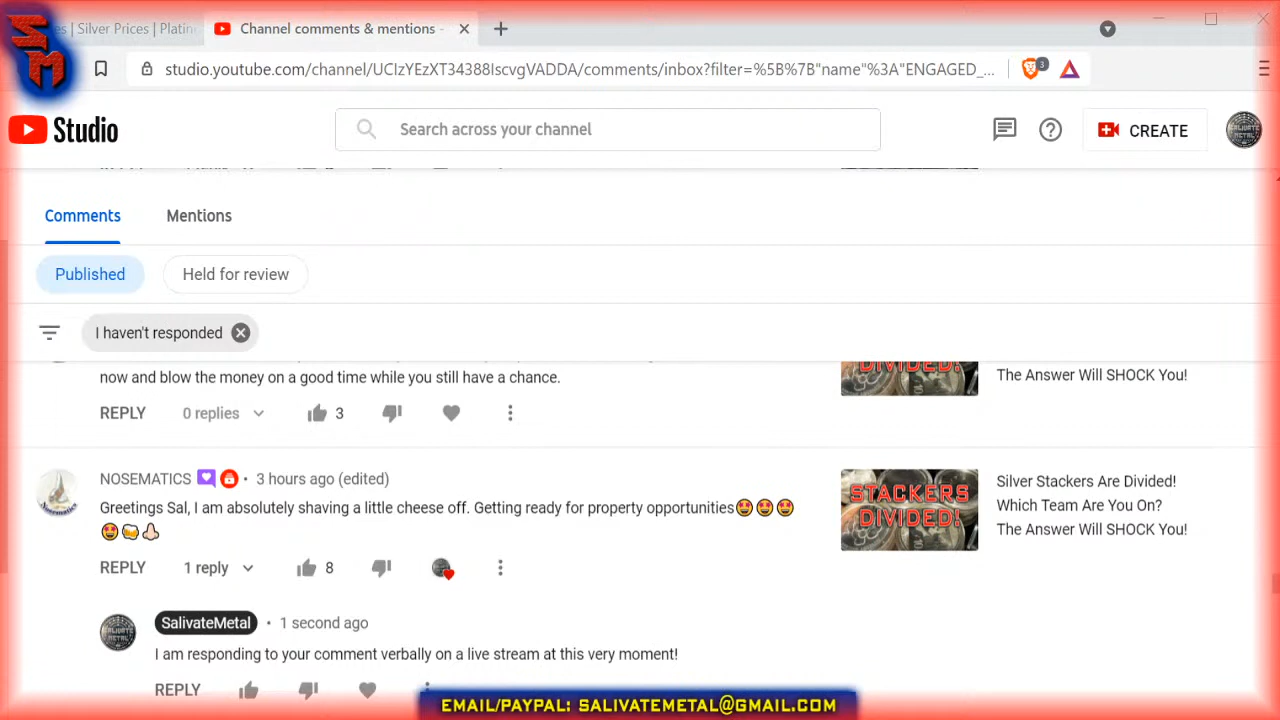 SM
s | Silver Prices | Platin
Channel comments & mentions -
studio.youtube.com/channel/UCIzYEzXT34388IscvgVADDA/comments/inbox?filter=%5B%7B"name"%3A"ENGAGED_...
3
Studio
Search across your channel
CREATE
Comments
Mentions
Published
Held for review
I haven't responded
now and blow the money on a good time while you still have a chance.
DIVIDED!
The Answer Will SHOCK You!
REPLY 0 replies 3
NOSEMATICS • 3 hours ago (edited)
Greetings Sal, I am absolutely shaving a little cheese off. Getting ready for property opportunities🤩🤩🤩
🤩🍻👃🏻
STACKERS
DIVIDED!
Silver Stackers Are Divided!
Which Team Are You On?
The Answer Will SHOCK You!
REPLY 1 reply 8
SalivateMetal • 1 second ago
I am responding to your comment verbally on a live stream at this very moment!
REPLY
EMAIL/PAYPAL: SALIVATEMETAL@GMAIL.COM